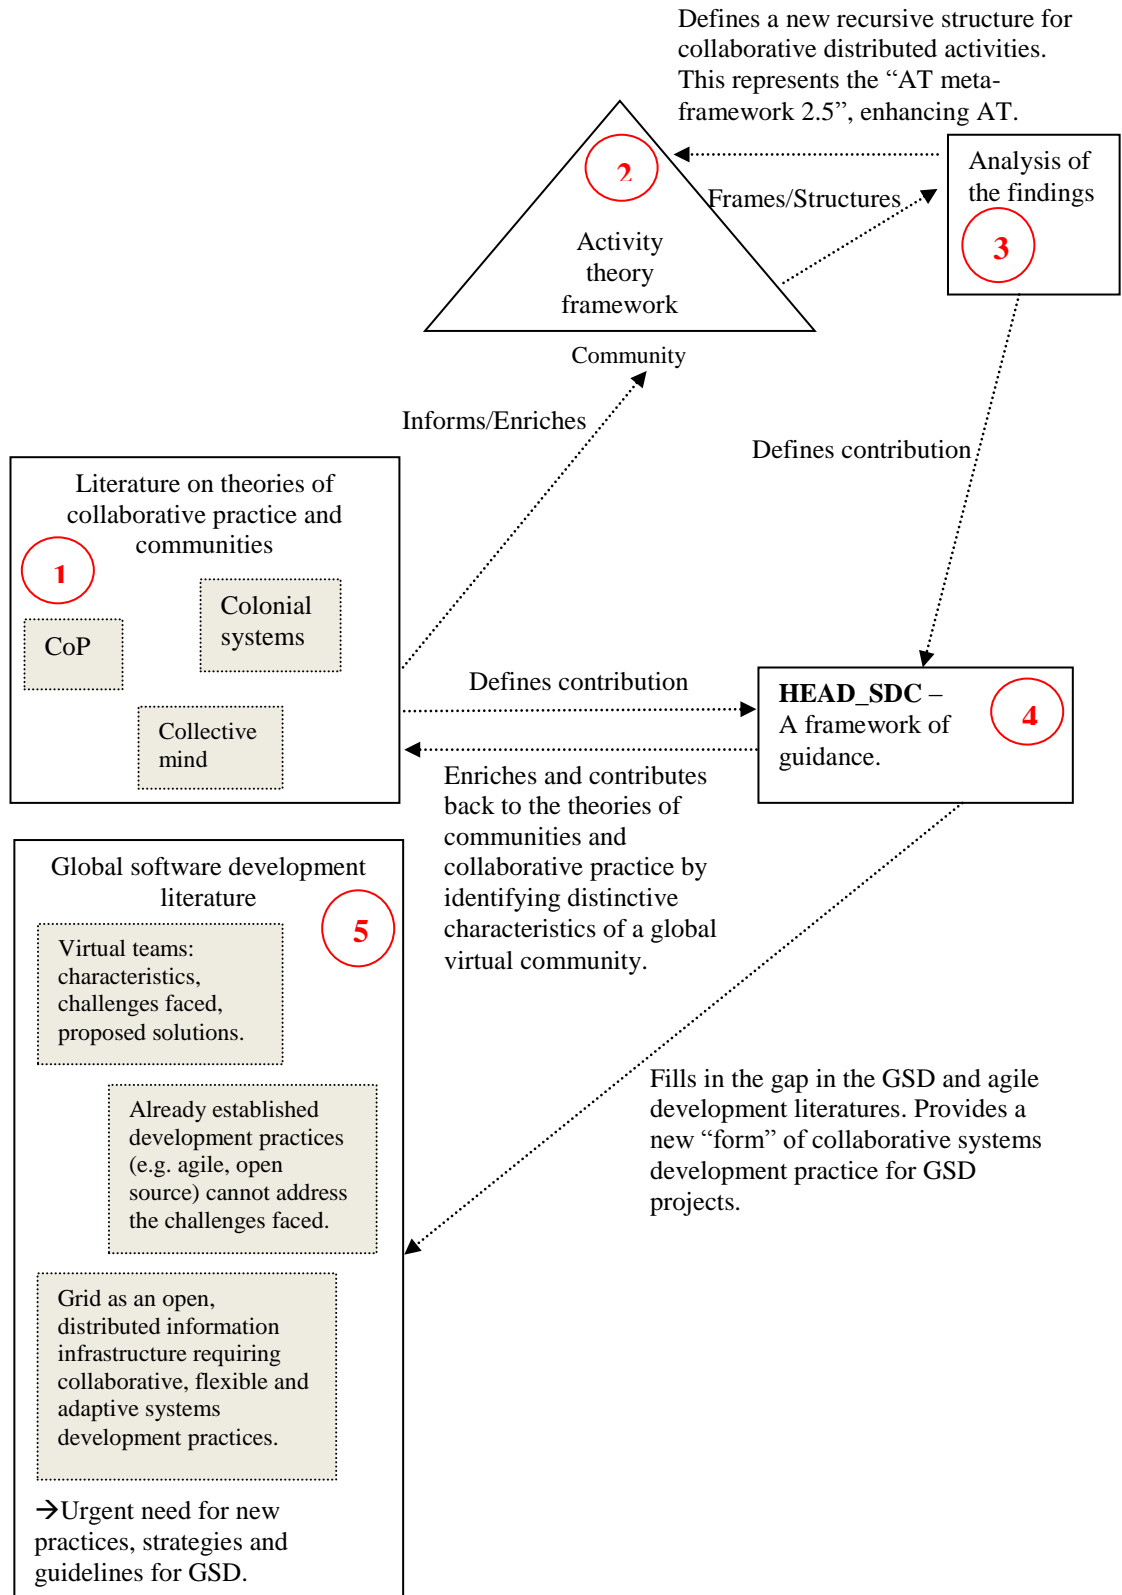 Defines a new recursive structure for
collaborative distributed activities.
This represents the “AT meta-
framework 2.5”, enhancing AT.
2
Activity
theory
framework
Community
Frames/Structures
Analysis of
the findings
3
Informs/Enriches
Defines contribution
Literature on theories of
collaborative practice and
communities
1
CoP
Colonial
systems
Collective
mind
Defines contribution
HEAD_SDC –
A framework of
guidance.
4
Enriches and contributes
back to the theories of
communities and
collaborative practice by
identifying distinctive
characteristics of a global
virtual community.
Global software development
literature
5
Virtual teams:
characteristics,
challenges faced,
proposed solutions.
Already established
development practices
(e.g. agile, open
source) cannot address
the challenges faced.
Grid as an open,
distributed information
infrastructure requiring
collaborative, flexible and
adaptive systems
development practices.
→Urgent need for new
practices, strategies and
guidelines for GSD.
Fills in the gap in the GSD and agile
development literatures. Provides a
new “form” of collaborative systems
development practice for GSD
projects.